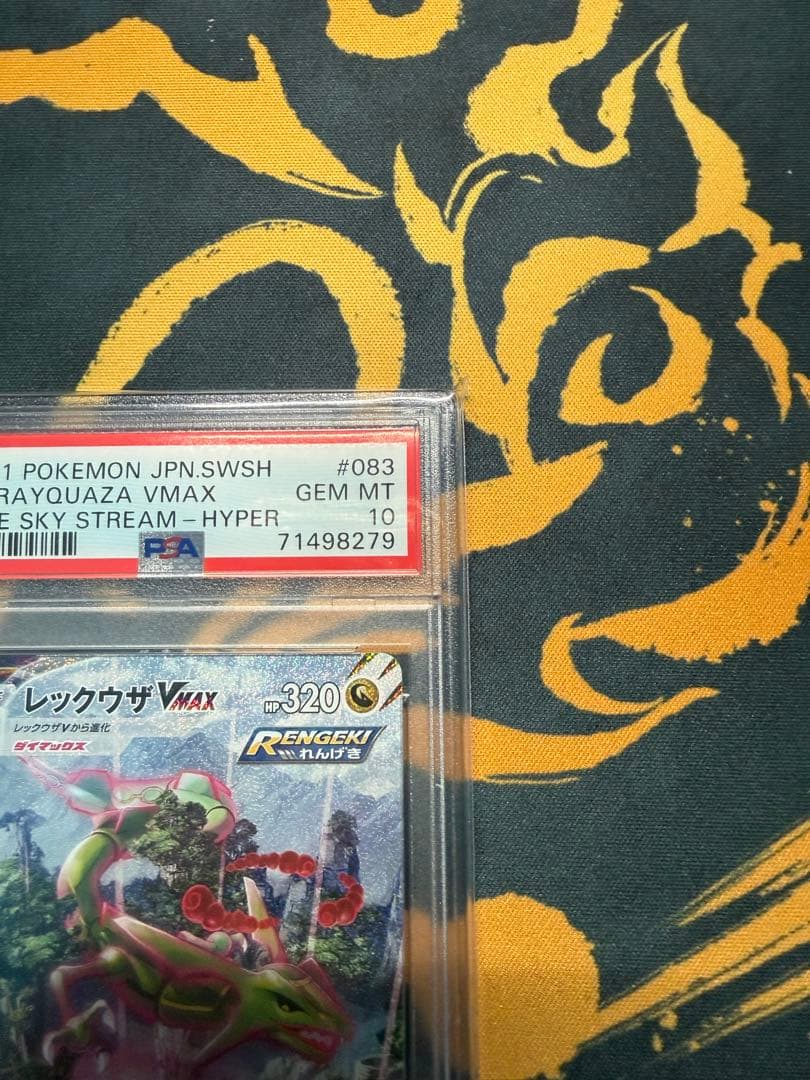 1 POKEMON JPN.SWSH #083
RAYQUAZA VMAX GEM MT
E SKY STREAM-HYPER 10
PSA 71498279
レックウザVMAX HP320
レックウザVから進化
ダイマックス
RENGEKI
れんげき